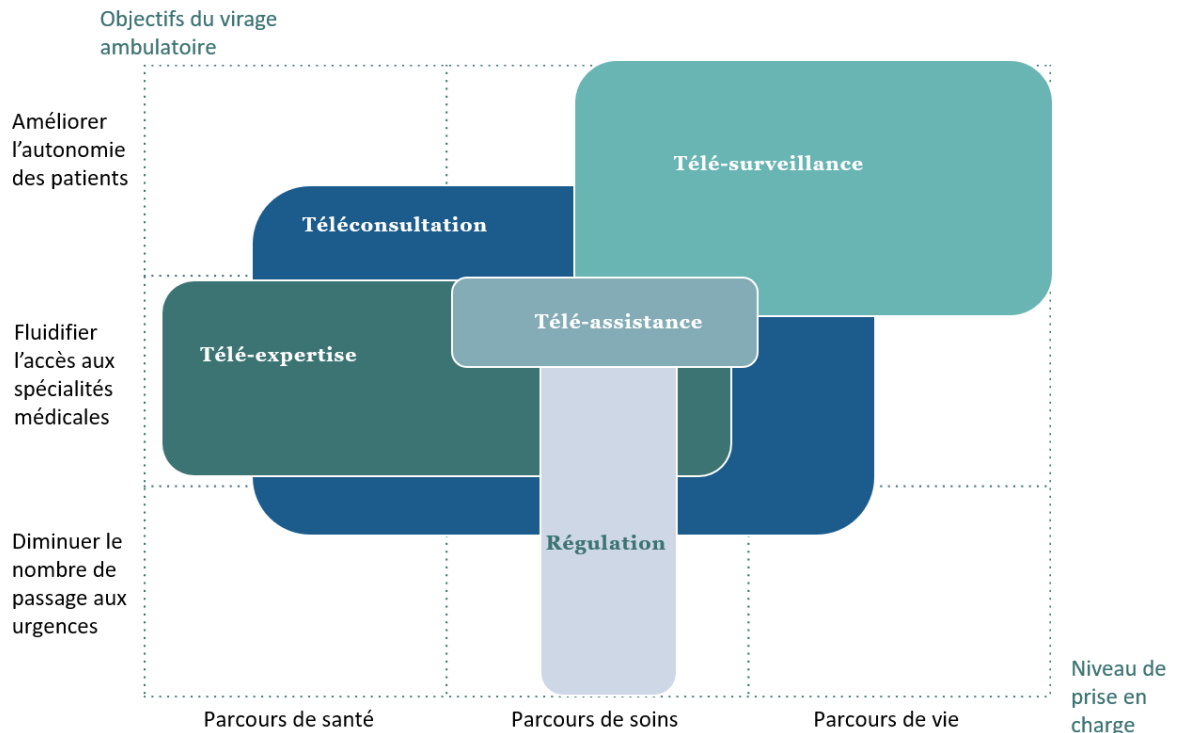 Objectifs du virage
ambulatoire
Améliorer
l'autonomie
des patients
Télé-surveillance
Téléconsultation
Fluidifier
l'accès aux
spécialités
médicales
Télé-assistance
Télé-expertise
Diminuer le
nombre de
passage aux
urgences
Régulation
Niveau de
prise en
charge
Parcours de santé
Parcours de soins
Parcours de vie